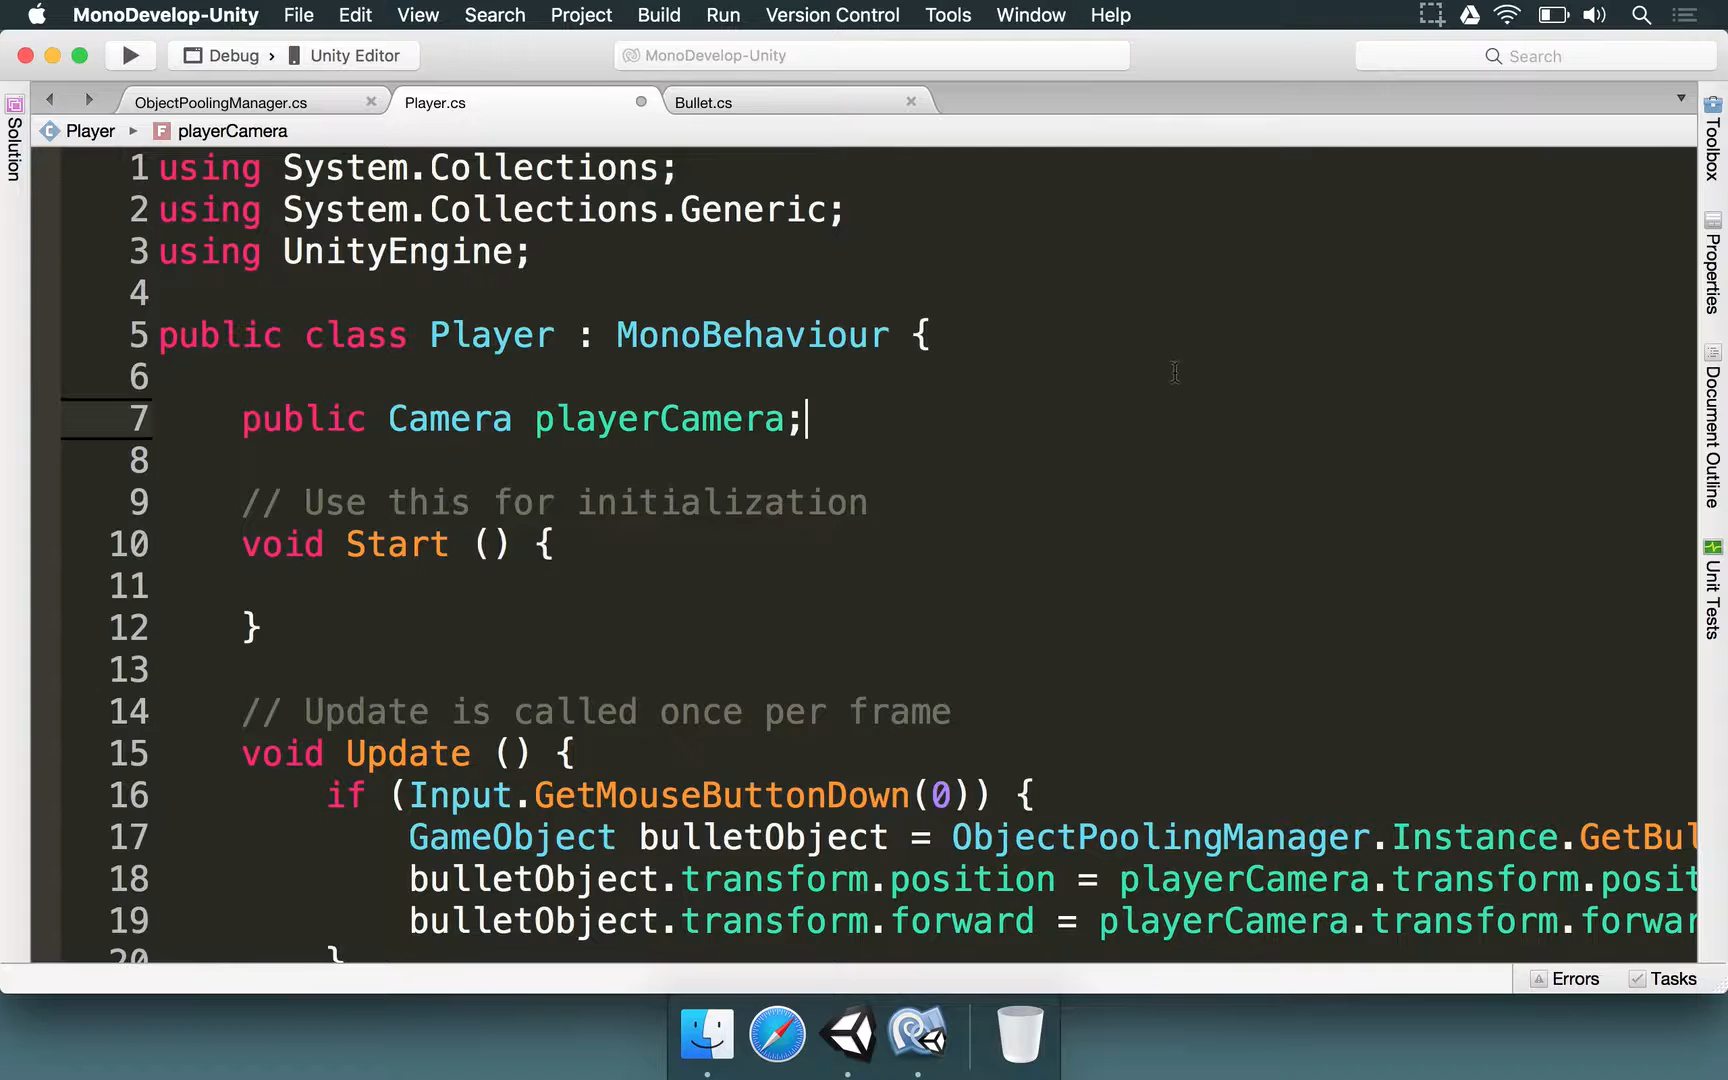 MonoDevelop-Unity File Edit View Search Project Build Run Version Control Tools Window Help
Debug › Unity Editor
MonoDevelop-Unity
Search
ObjectPoolingManager.cs
Player.cs
Bullet.cs
Player ▸ F playerCamera
Solution
Toolbox
Properties
Document Outline
Unit Tests
1 using System.Collections;
2 using System.Collections.Generic;
3 using UnityEngine;
4
5 public class Player : MonoBehaviour {
6
7 public Camera playerCamera;
8
9 // Use this for initialization
10 void Start () {
11
12 }
13
14 // Update is called once per frame
15 void Update () {
16 if (Input.GetMouseButtonDown(0)) {
17 GameObject bulletObject = ObjectPoolingManager.Instance.GetBul
18 bulletObject.transform.position = playerCamera.transform.posit
19 bulletObject.transform.forward = playerCamera.transform.forwar
20 }
Errors Tasks